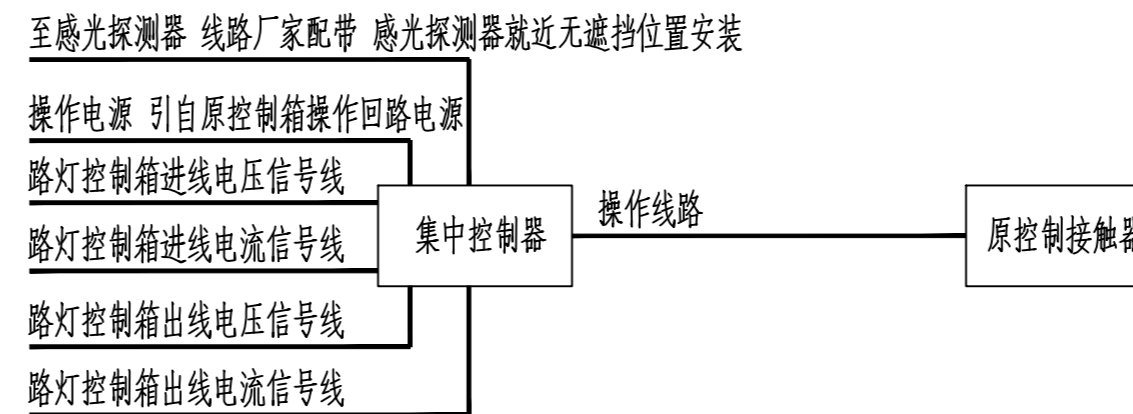 至感光探测器 线路厂家配带 感光探测器就近无遮挡位置安装
操作电源 引自原控制箱操作回路电源
路灯控制箱进线电压信号线
路灯控制箱进线电流信号线
集中控制器
操作线路
原控制接触器
路灯控制箱出线电压信号线
路灯控制箱出线电流信号线